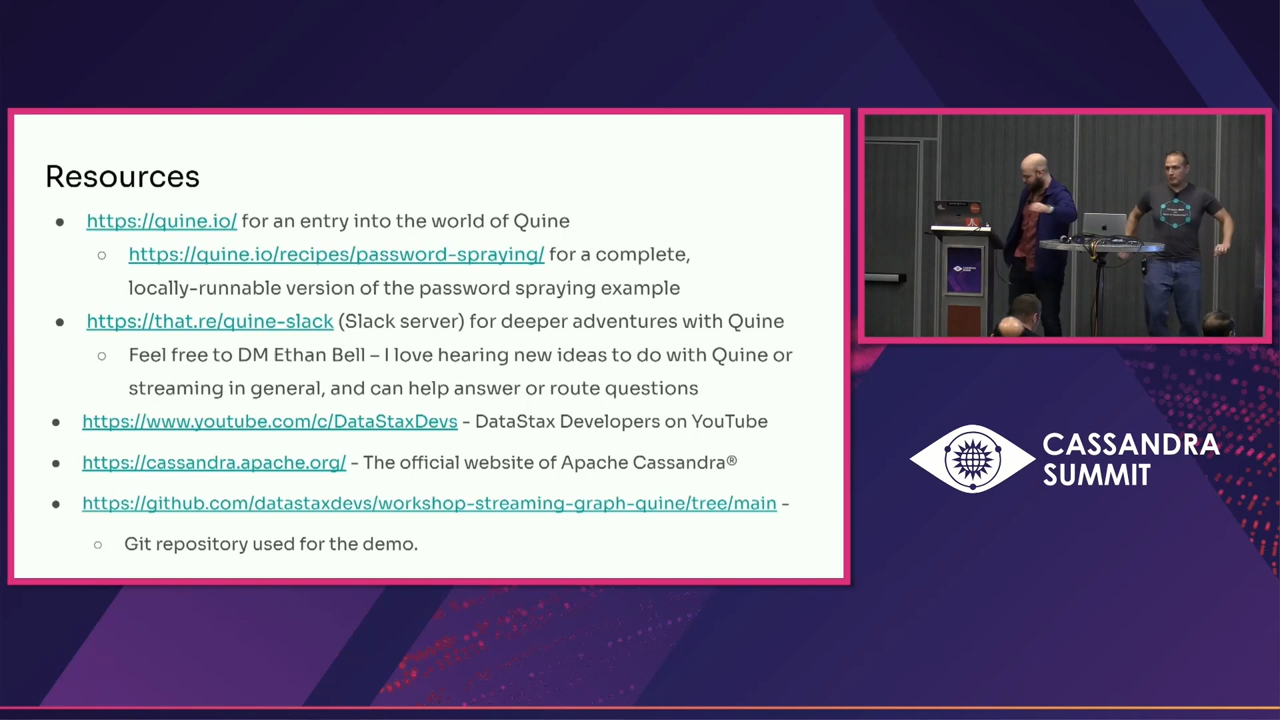 Resources
● https://quine.io/ for an entry into the world of Quine
○ https://quine.io/recipes/password-spraying/ for a complete,
locally-runnable version of the password spraying example
● https://that.re/quine-slack (Slack server) for deeper adventures with Quine
○ Feel free to DM Ethan Bell – I love hearing new ideas to do with Quine or
streaming in general, and can help answer or route questions
● https://www.youtube.com/c/DataStaxDevs - DataStax Developers on YouTube
● https://cassandra.apache.org/ - The official website of Apache Cassandra®
● https://github.com/datastaxdevs/workshop-streaming-graph-quine/tree/main -
○ Git repository used for the demo.
CASSANDRA
SUMMIT